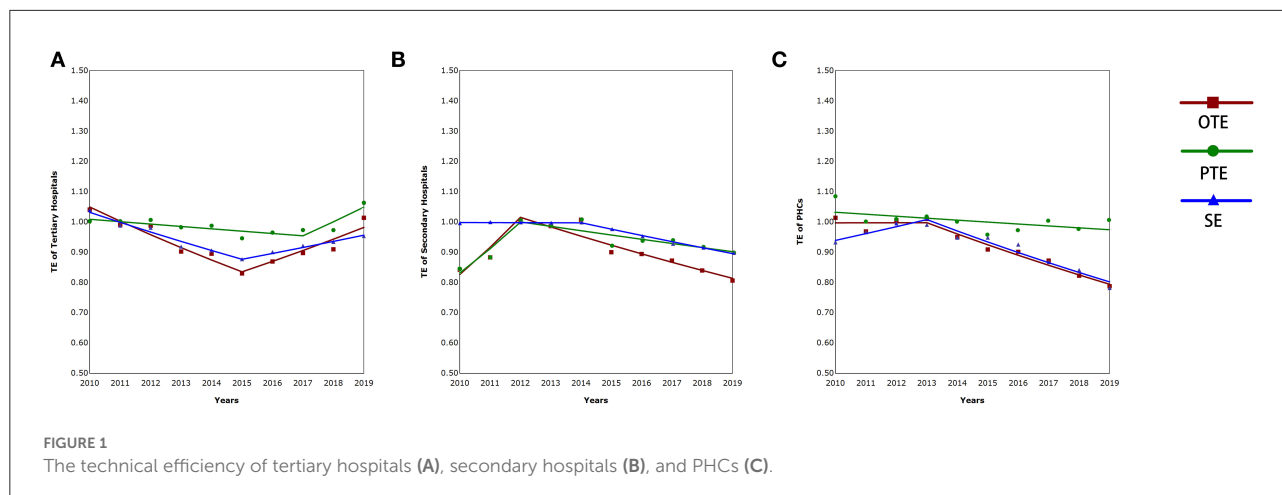 A
TE of Tertiary Hospitals
1.50
1.40
1.30
1.20
1.10
1.00
0.90
0.80
0.70
0.60
0.50
2010 2011 2012 2013 2014 2015 2016 2017 2018 2019
Years
B
TE of Secondary Hospitals
1.50
1.40
1.30
1.20
1.10
1.00
0.90
0.80
0.70
0.60
0.50
2010 2011 2012 2013 2014 2015 2016 2017 2018 2019
Years
C
TE of PHCs
1.50
1.40
1.30
1.20
1.10
1.00
0.90
0.80
0.70
0.60
0.50
2010 2011 2012 2013 2014 2015 2016 2017 2018 2019
Years
OTE
PTE
SE
FIGURE 1
The technical efficiency of tertiary hospitals (A), secondary hospitals (B), and PHCs (C).